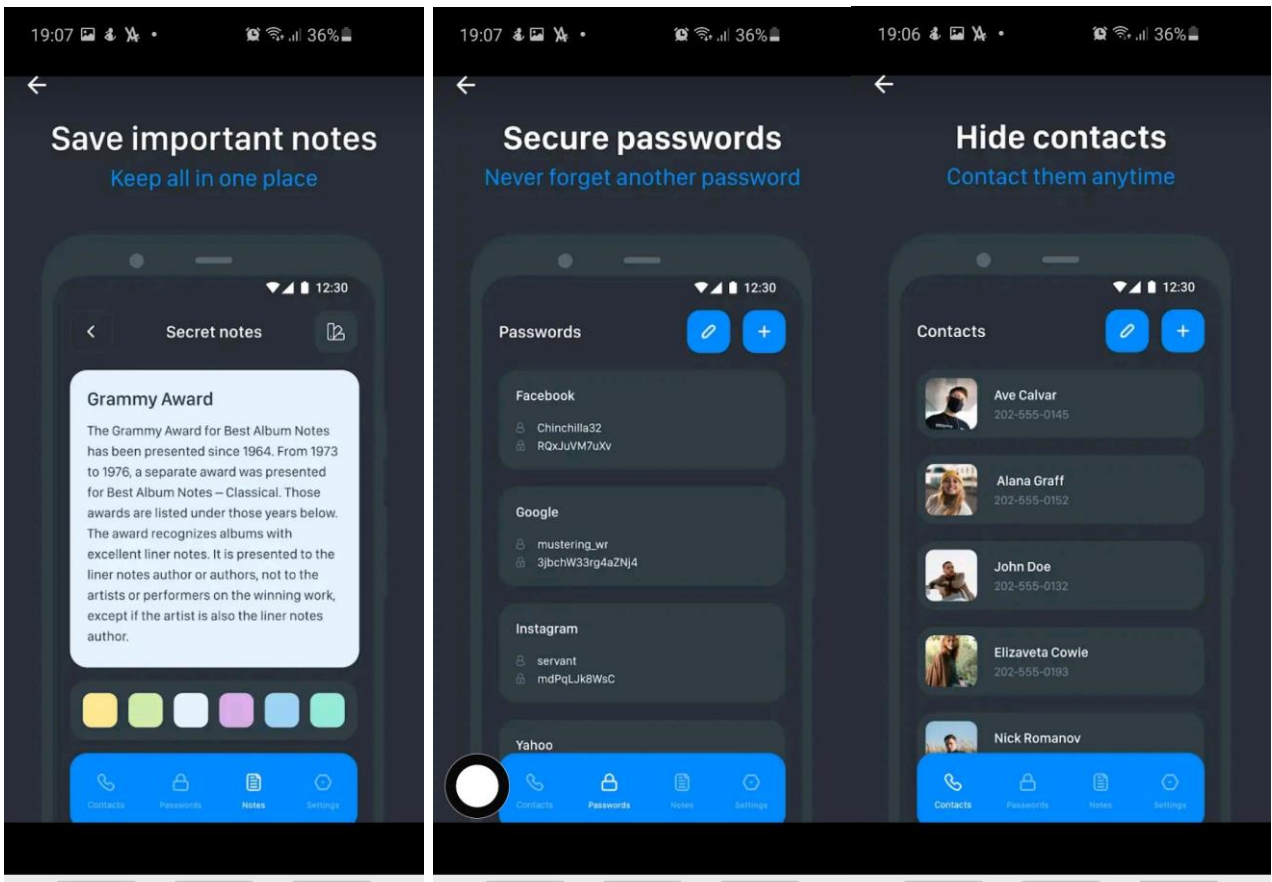 19:07
36%
Save important notes
Keep all in one place
12:30
Secret notes
Grammy Award
The Grammy Award for Best Album Notes
has been presented since 1964. From 1973
to 1976, a separate award was presented
for Best Album Notes – Classical. Those
awards are listed under those years below.
The award recognizes albums with
excellent liner notes. It is presented to the
liner notes author or authors, not to the
artists or performers on the winning work,
except if the artist is also the liner notes
author.
Contacts Passwords Notes Settings
19:07
36%
Secure passwords
Never forget another password
12:30
Passwords
Facebook
Chinchilla32
RQxJuVM7uXv
Google
mustering_wr
3jbchW33rg4aZNj4
Instagram
servant
mdPqLJk8WsC
Yahoo
Contacts Passwords Notes Settings
19:06
36%
Hide contacts
Contact them anytime
12:30
Contacts
Ave Calvar
202-555-0145
Alana Graff
202-555-0152
John Doe
202-555-0132
Elizaveta Cowie
202-555-0193
Nick Romanov
Contacts Passwords Notes Settings